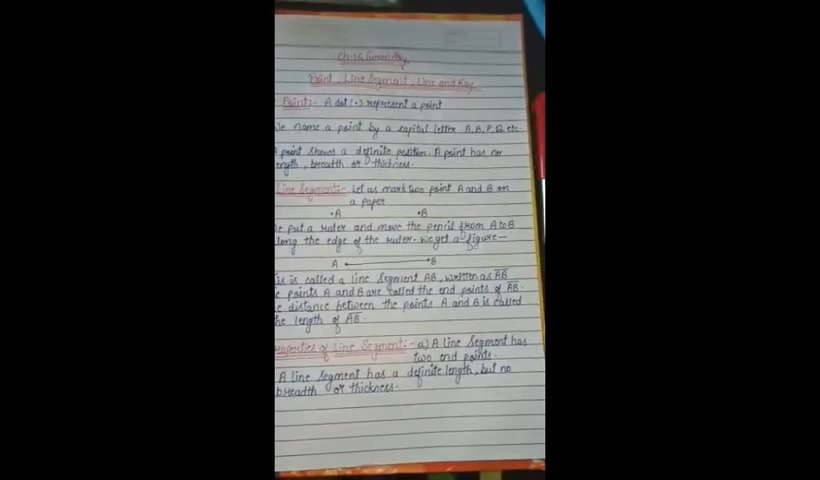 Ch-16 Geometry
Point, Line Segment, Line and Ray
Point:- A dot (•) represent a point
We name a point by a capital letter A, B, P, Q etc.
A point shows a definite position. A point has no
length, breadth or thickness.
Line Segment:- Let us mark two point A and B on
a paper
•A •B
We put a ruler and move the pencil from A to B
along the edge of the ruler. We get a figure—
A B
This is called a line segment AB, written as A̅B̅
The points A and B are called the end points of A̅B̅.
The distance between the points A and B is called
the length of A̅B̅.
Properties of Line Segment:- a) A line Segment has
two end points.
A line segment has a definite length, but no
breadth or thickness.